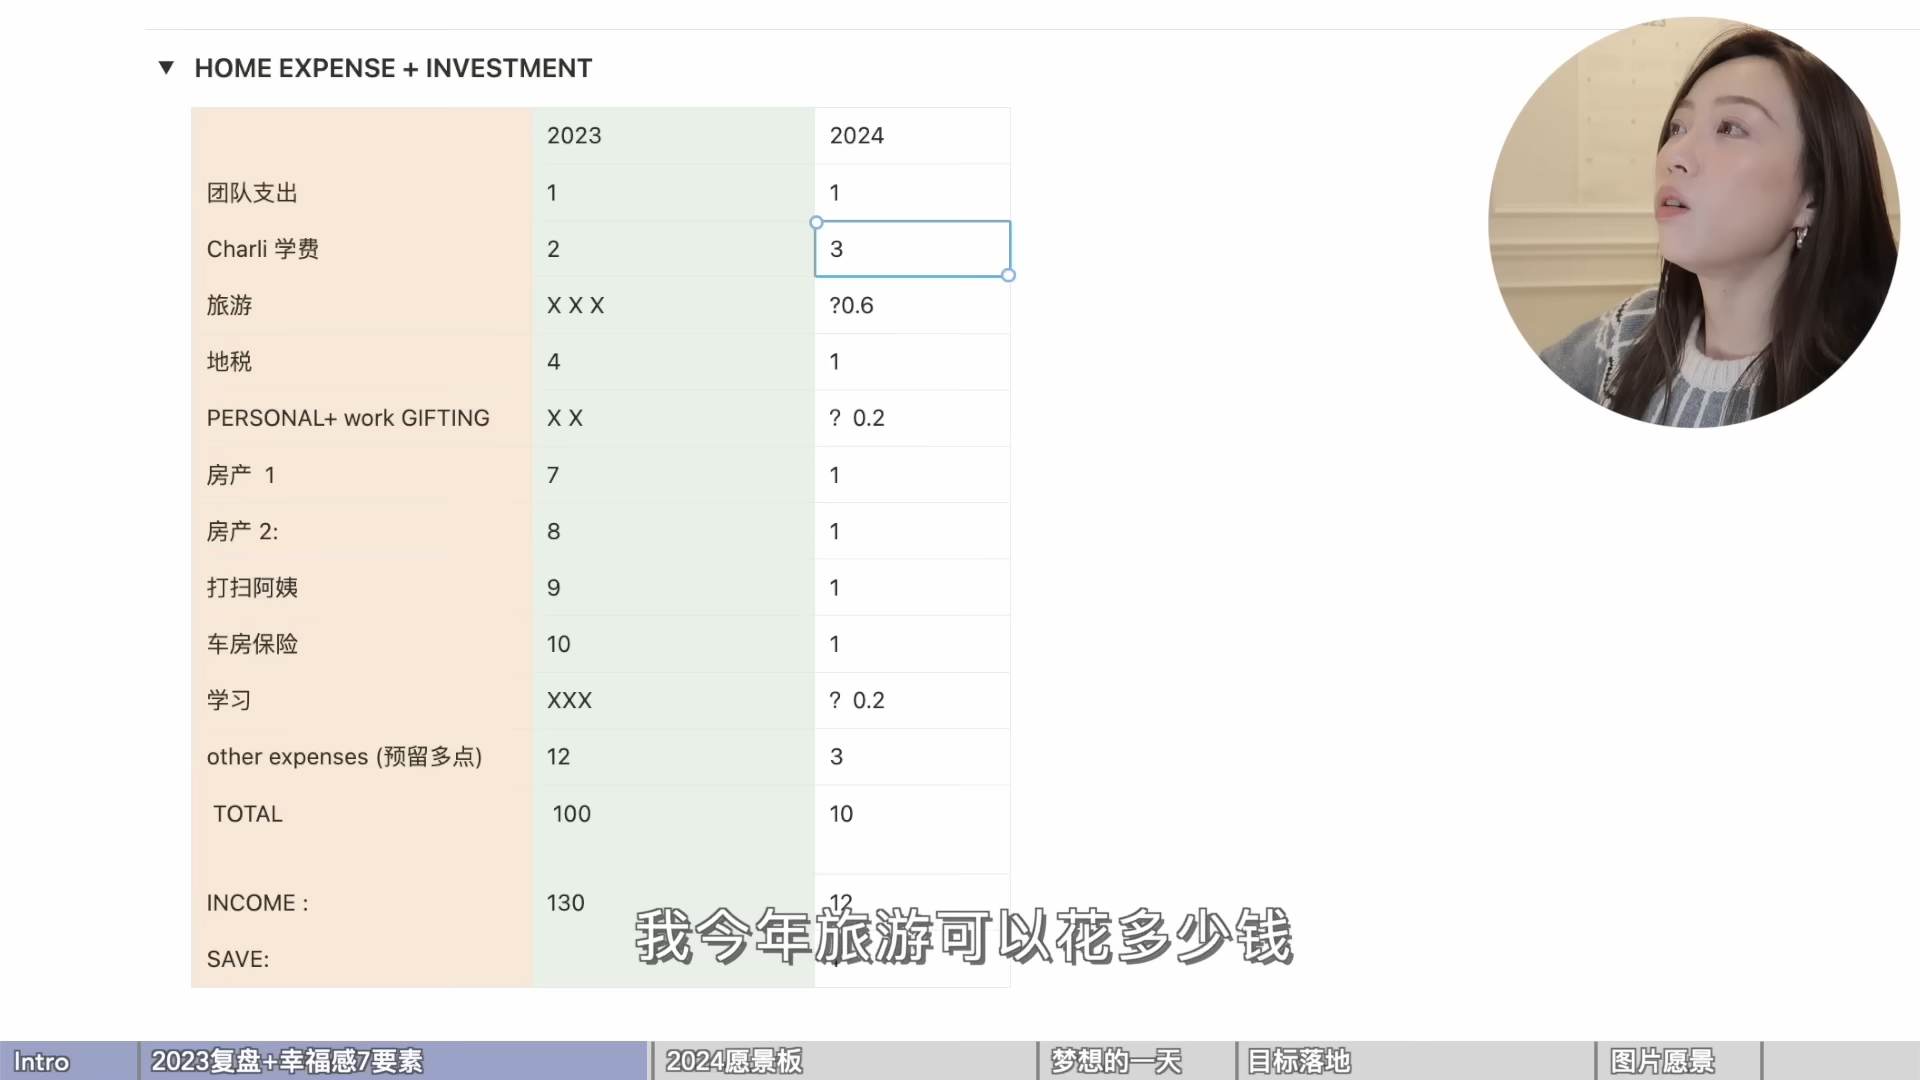 ▼ HOME EXPENSE + INVESTMENT
2023 2024
团队支出 1 1
Charli 学费 2 3
旅游 X X X ?0.6
地税 4 1
PERSONAL+ work GIFTING X X ? 0.2
房产 1 7 1
房产 2: 8 1
打扫阿姨 9 1
车房保险 10 1
学习 XXX ? 0.2
other expenses (预留多点) 12 3
TOTAL 100 10
INCOME : 130 12
SAVE:
我今年旅游可以花多少钱
Intro 2023复盘+幸福感7要素 2024愿景板 梦想的一天 目标落地 图片愿景